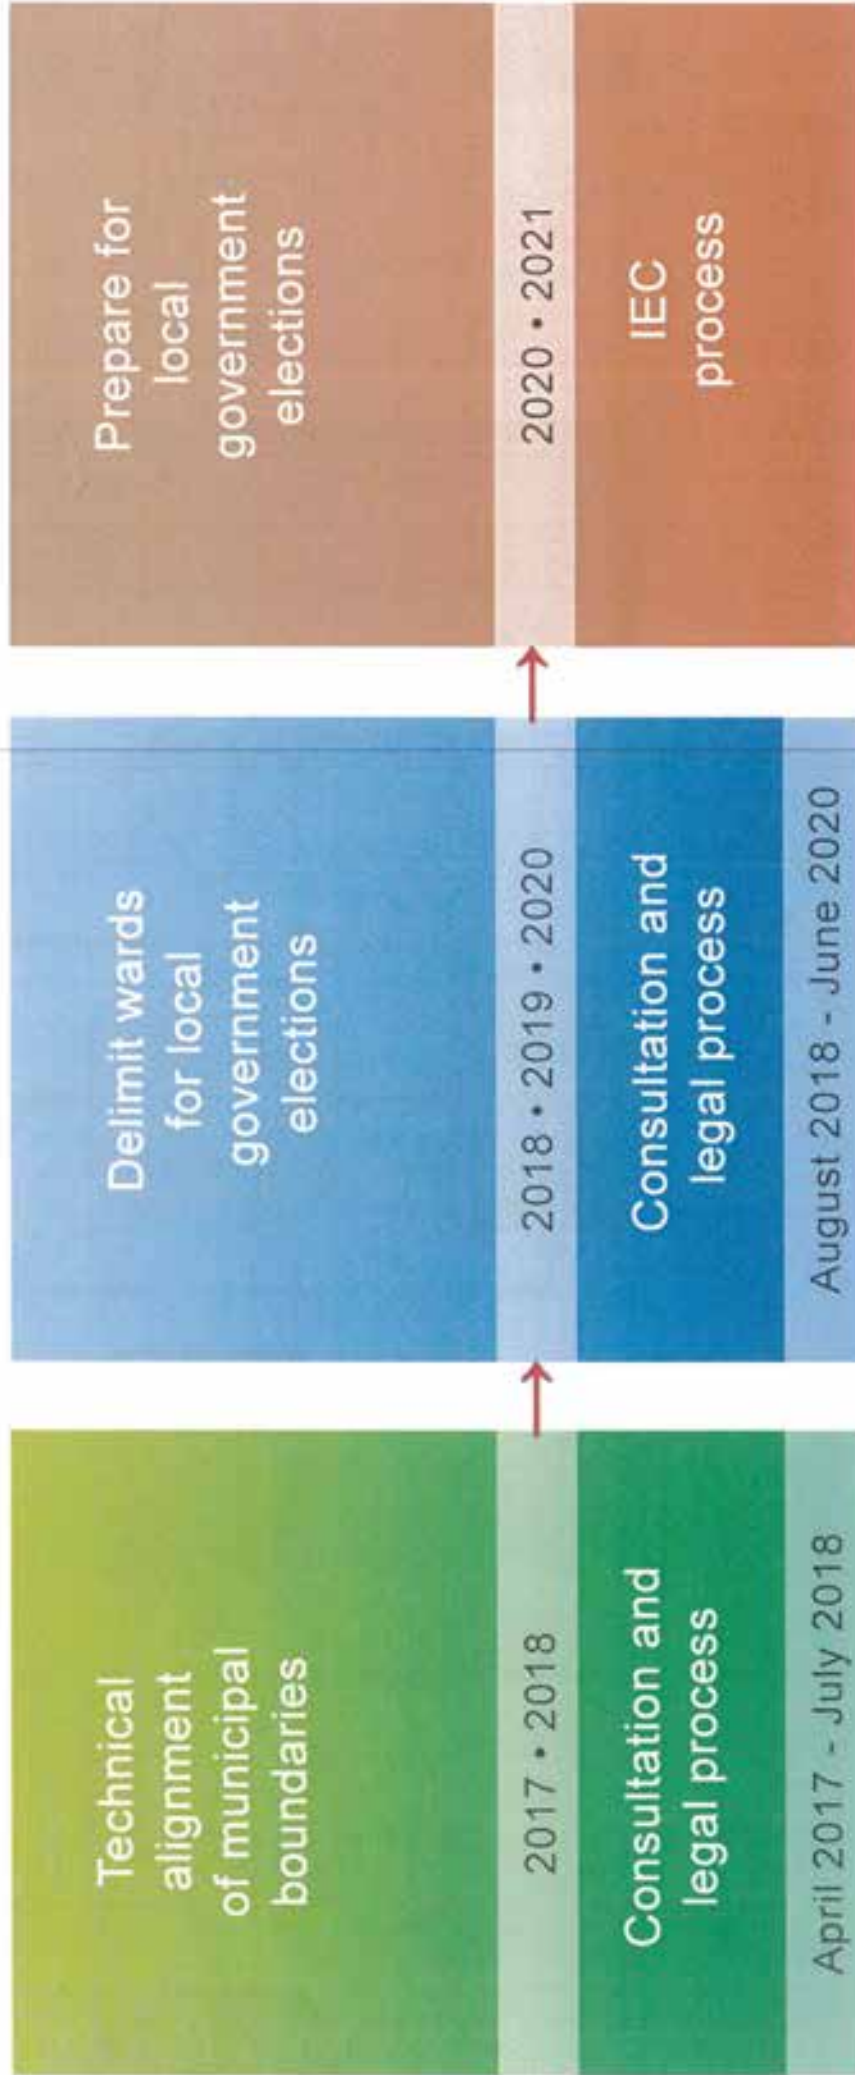 Technical
alignment
of municipal
boundaries
2017 • 2018
Consultation and
legal process
April 2017 - July 2018
Delimit wards
for local
government
elections
2018 • 2019 • 2020
Consultation and
legal process
August 2018 - June 2020
Prepare for
local
government
elections
2020 • 2021
IEC
process